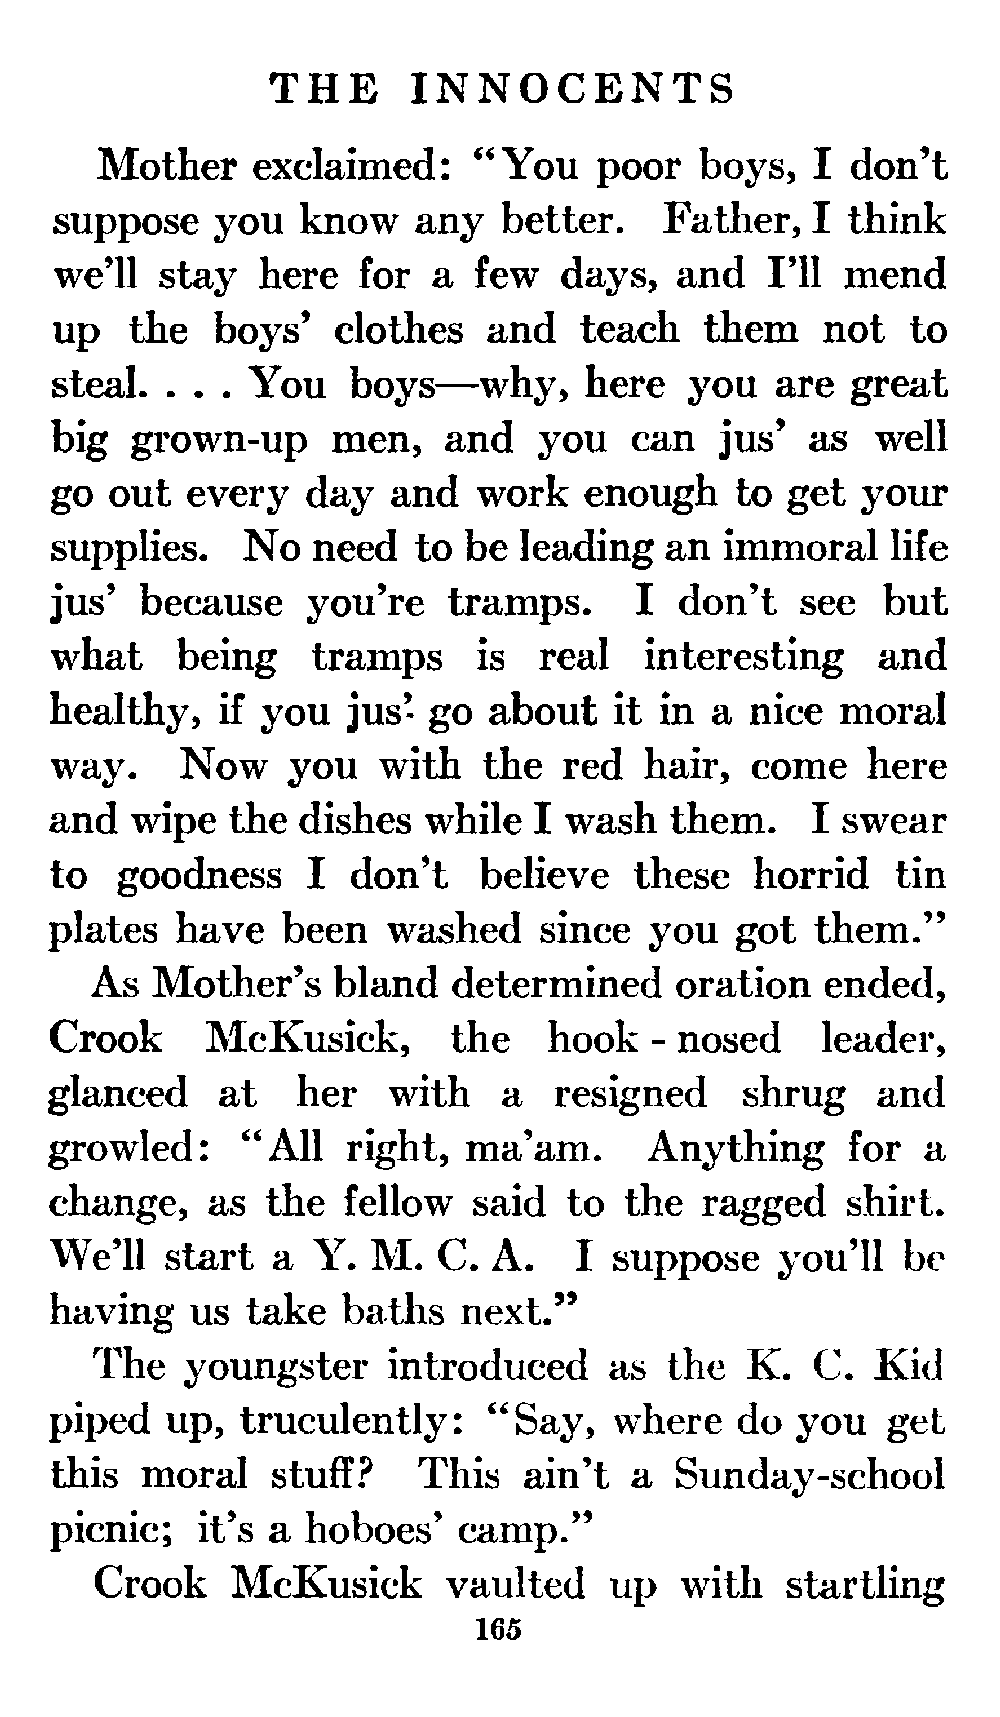 THE INNOCENTS
Mother exclaimed: “You poor boys, I don’t
suppose you know any better. Father, I think
we’ll stay here for a few days, and I’ll mend
up the boys’ clothes and teach them not to
steal. . . . You boys—why, here you are great
big grown-up men, and you can jus’ as well
go out every day and work enough to get your
supplies. No need to be leading an immoral life
jus’ because you’re tramps. I don’t see but
what being tramps is real interesting and
healthy, if you jus’ go about it in a nice moral
way. Now you with the red hair, come here
and wipe the dishes while I wash them. I swear
to goodness I don’t believe these horrid tin
plates have been washed since you got them.”
As Mother’s bland determined oration ended,
Crook McKusick, the hook-nosed leader,
glanced at her with a resigned shrug and
growled: “All right, ma’am. Anything for a
change, as the fellow said to the ragged shirt.
We’ll start a Y. M. C. A. I suppose you’ll be
having us take baths next.”
The youngster introduced as the K. C. Kid
piped up, truculently: “Say, where do you get
this moral stuff? This ain’t a Sunday-school
picnic; it’s a hoboes’ camp.”
Crook McKusick vaulted up with startling
165